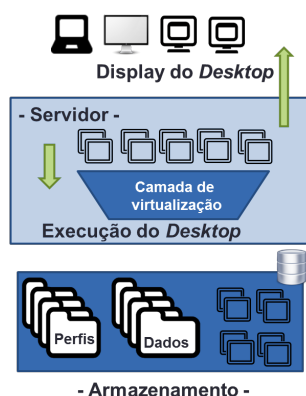 Display do Desktop
- Servidor -
Camada de
virtualização
Execução do Desktop
Perfis
Dados
- Armazenamento -